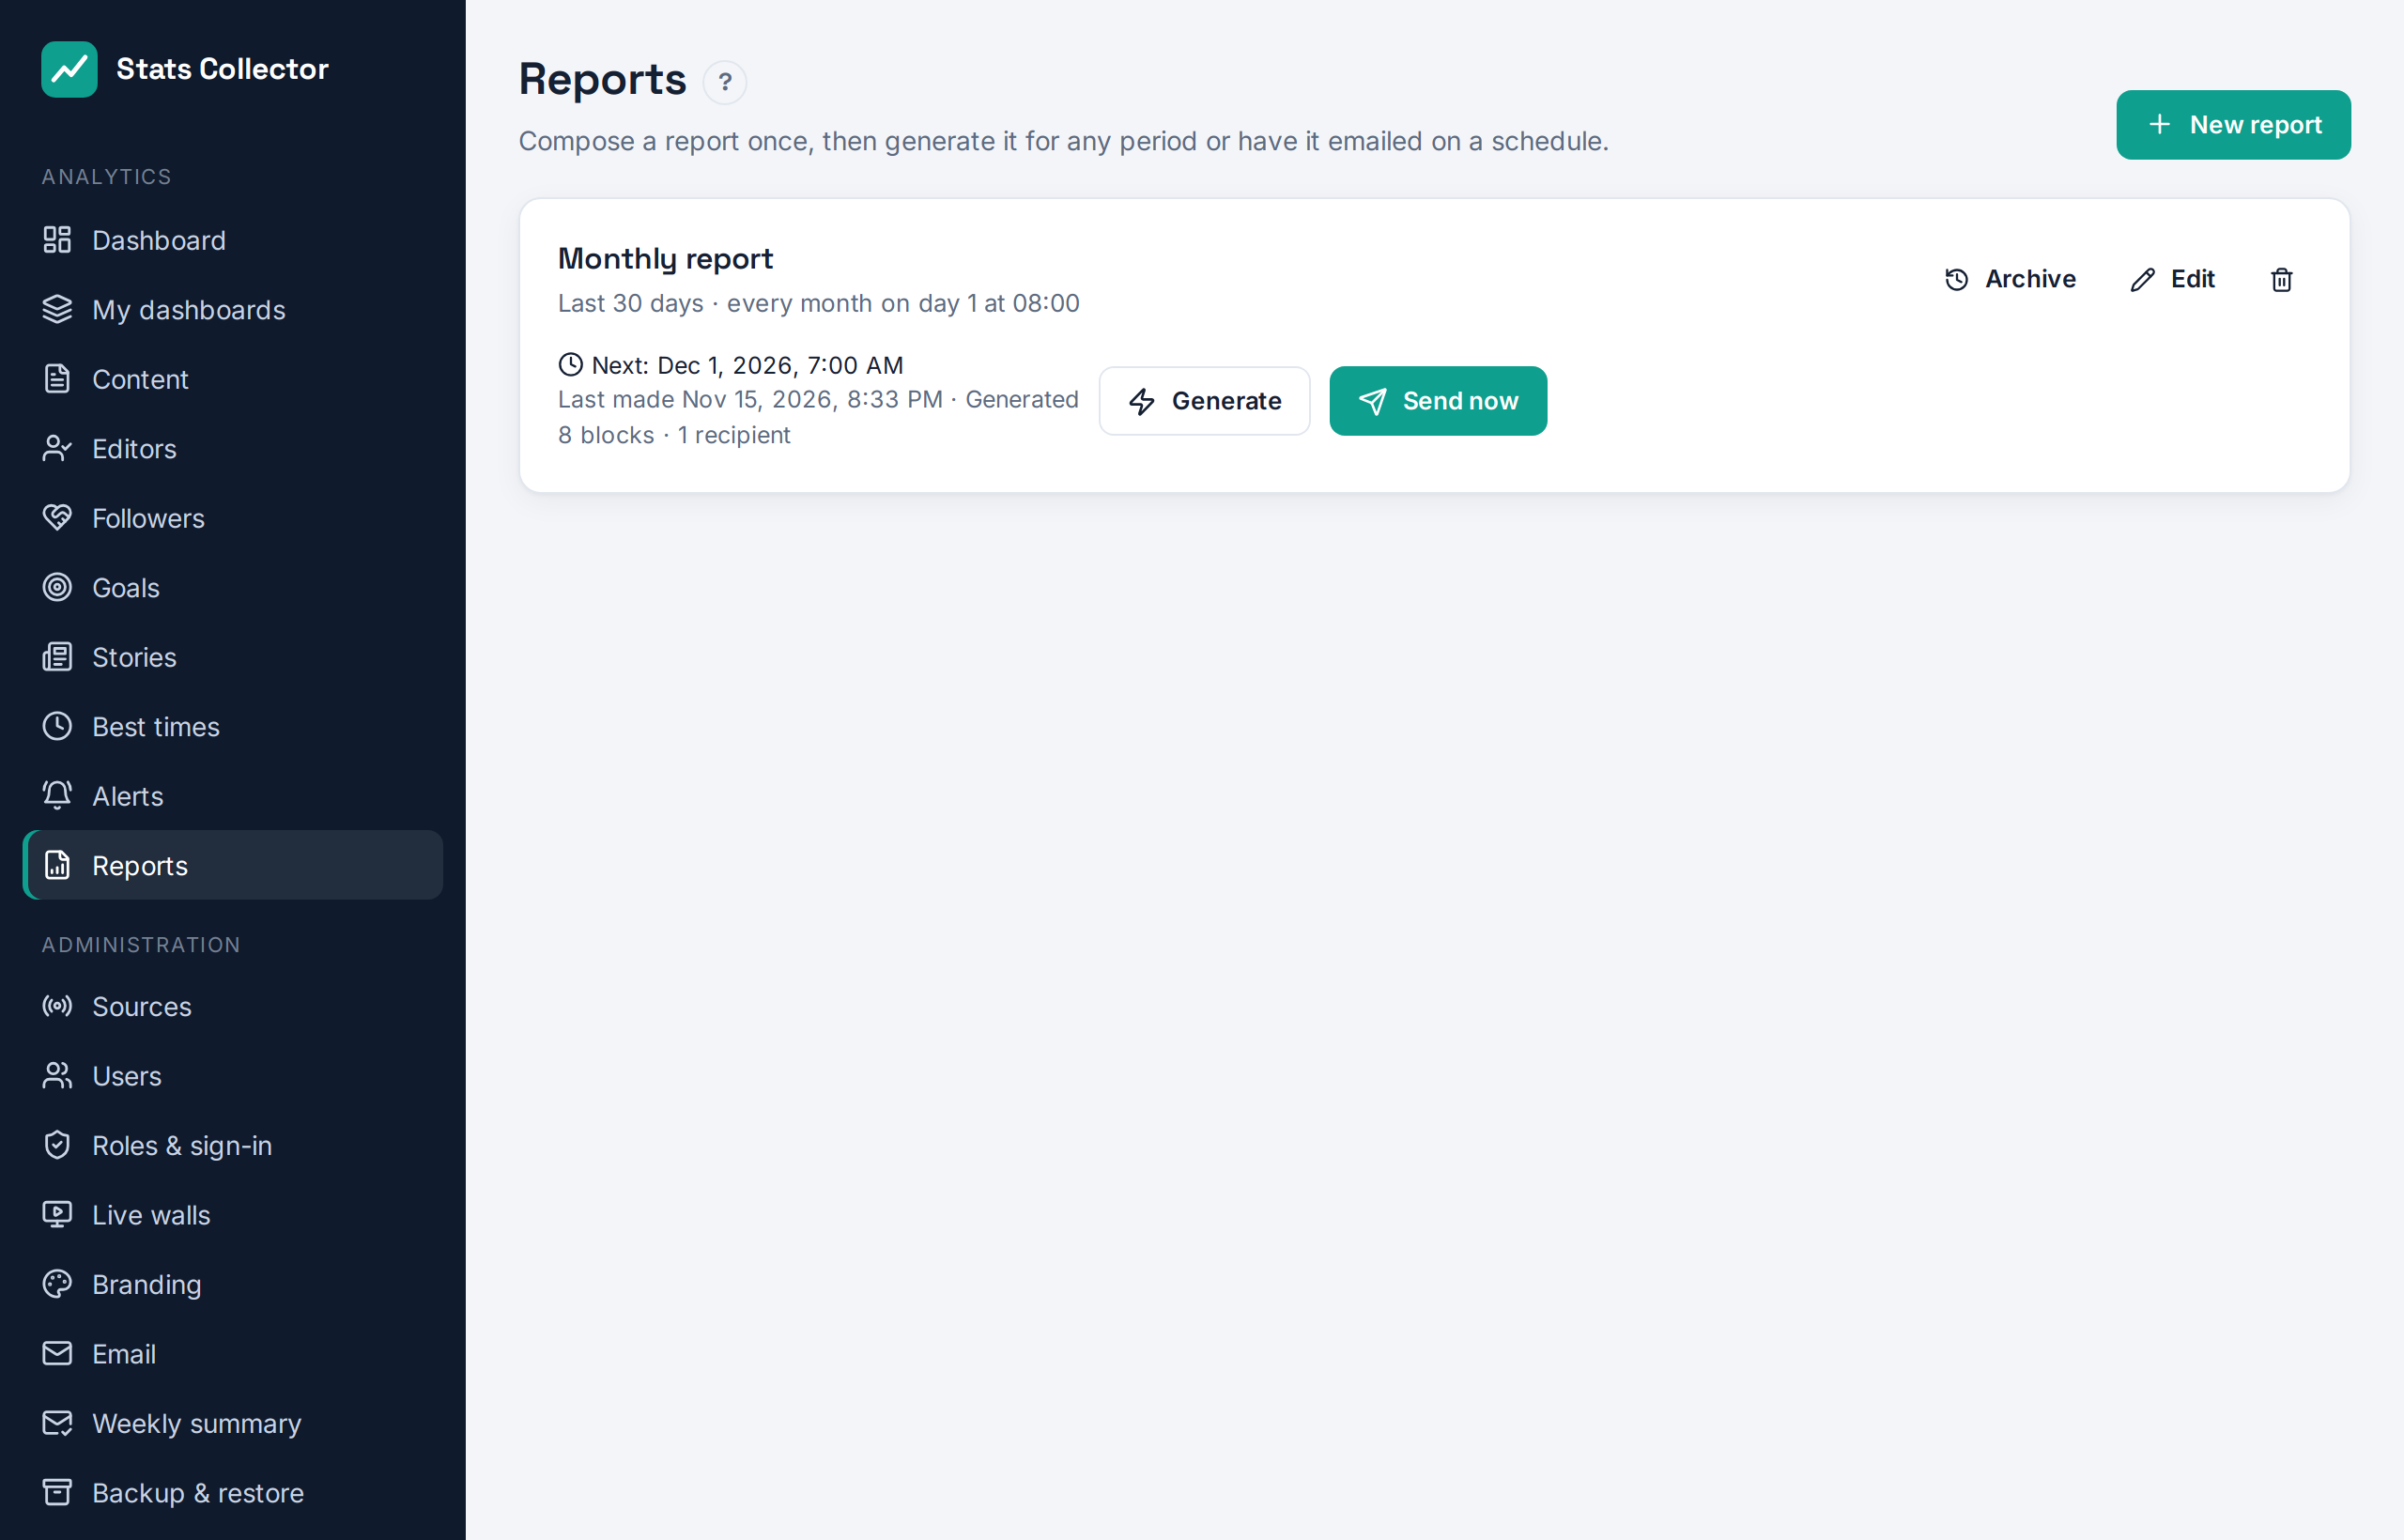 Stats Collector
ANALYTICS
Dashboard
My dashboards
Content
Editors
Followers
Goals
Stories
Best times
Alerts
Reports
ADMINISTRATION
Sources
Users
Roles & sign-in
Live walls
Branding
Email
Weekly summary
Backup & restore
Reports ?
Compose a report once, then generate it for any period or have it emailed on a schedule.
New report
Monthly report
Last 30 days · every month on day 1 at 08:00
Archive
Edit
Next: Dec 1, 2026, 7:00 AM
Last made Nov 15, 2026, 8:33 PM · Generated
8 blocks · 1 recipient
Generate
Send now